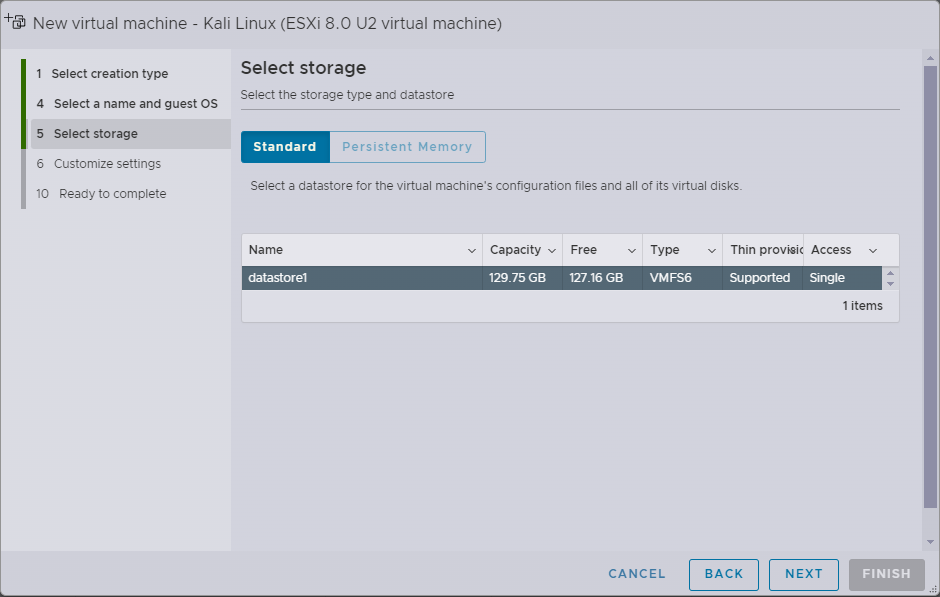 New virtual machine - Kali Linux (ESXi 8.0 U2 virtual machine)
1 Select creation type
4 Select a name and guest OS
5 Select storage
6 Customize settings
10 Ready to complete
Select storage
Select the storage type and datastore
Standard Persistent Memory
Select a datastore for the virtual machine's configuration files and all of its virtual disks.
Name Capacity Free Type Thin Access
datastore1 129.75 GB 127.16 GB VMFS6 Supported Single
1 items
CANCEL BACK NEXT FINISH